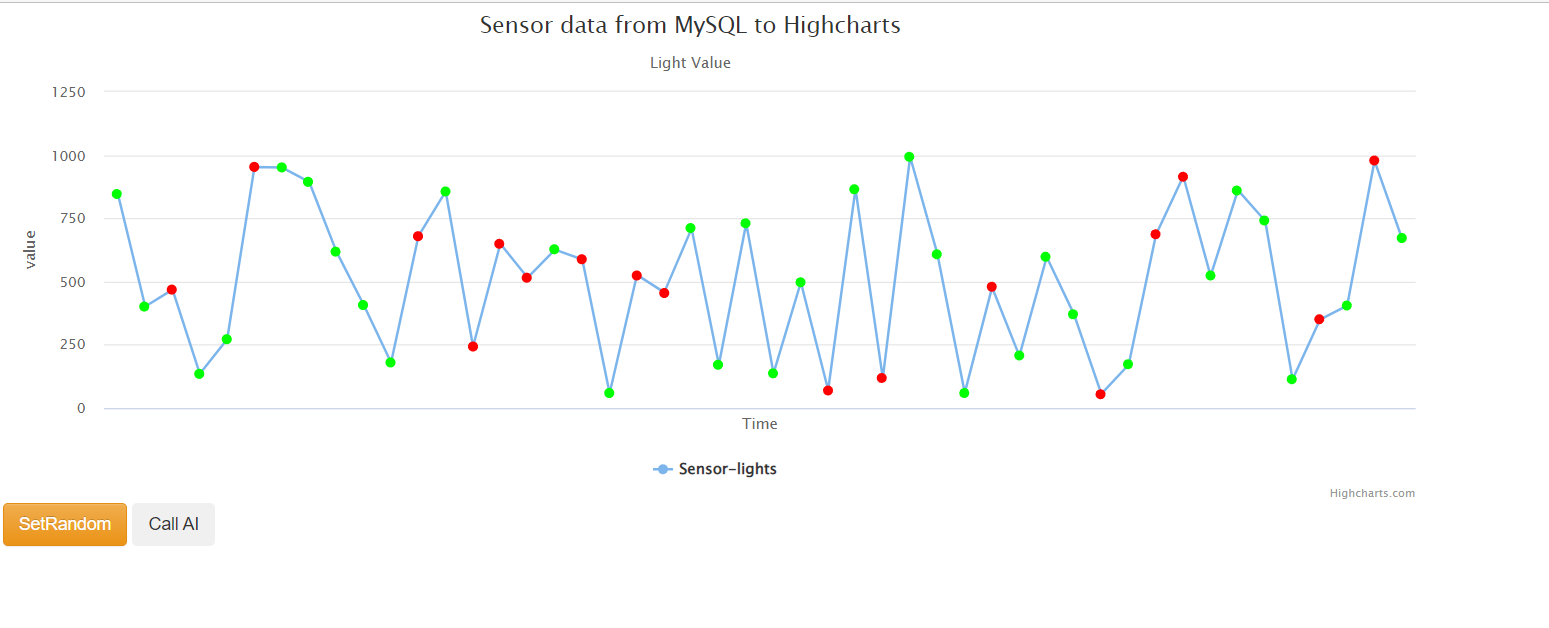 Sensor data from MySQL to Highcharts
Light Value
1250
1000
750
500
250
0
value
Time
Sensor-lights
Highcharts.com
SetRandom
Call AI